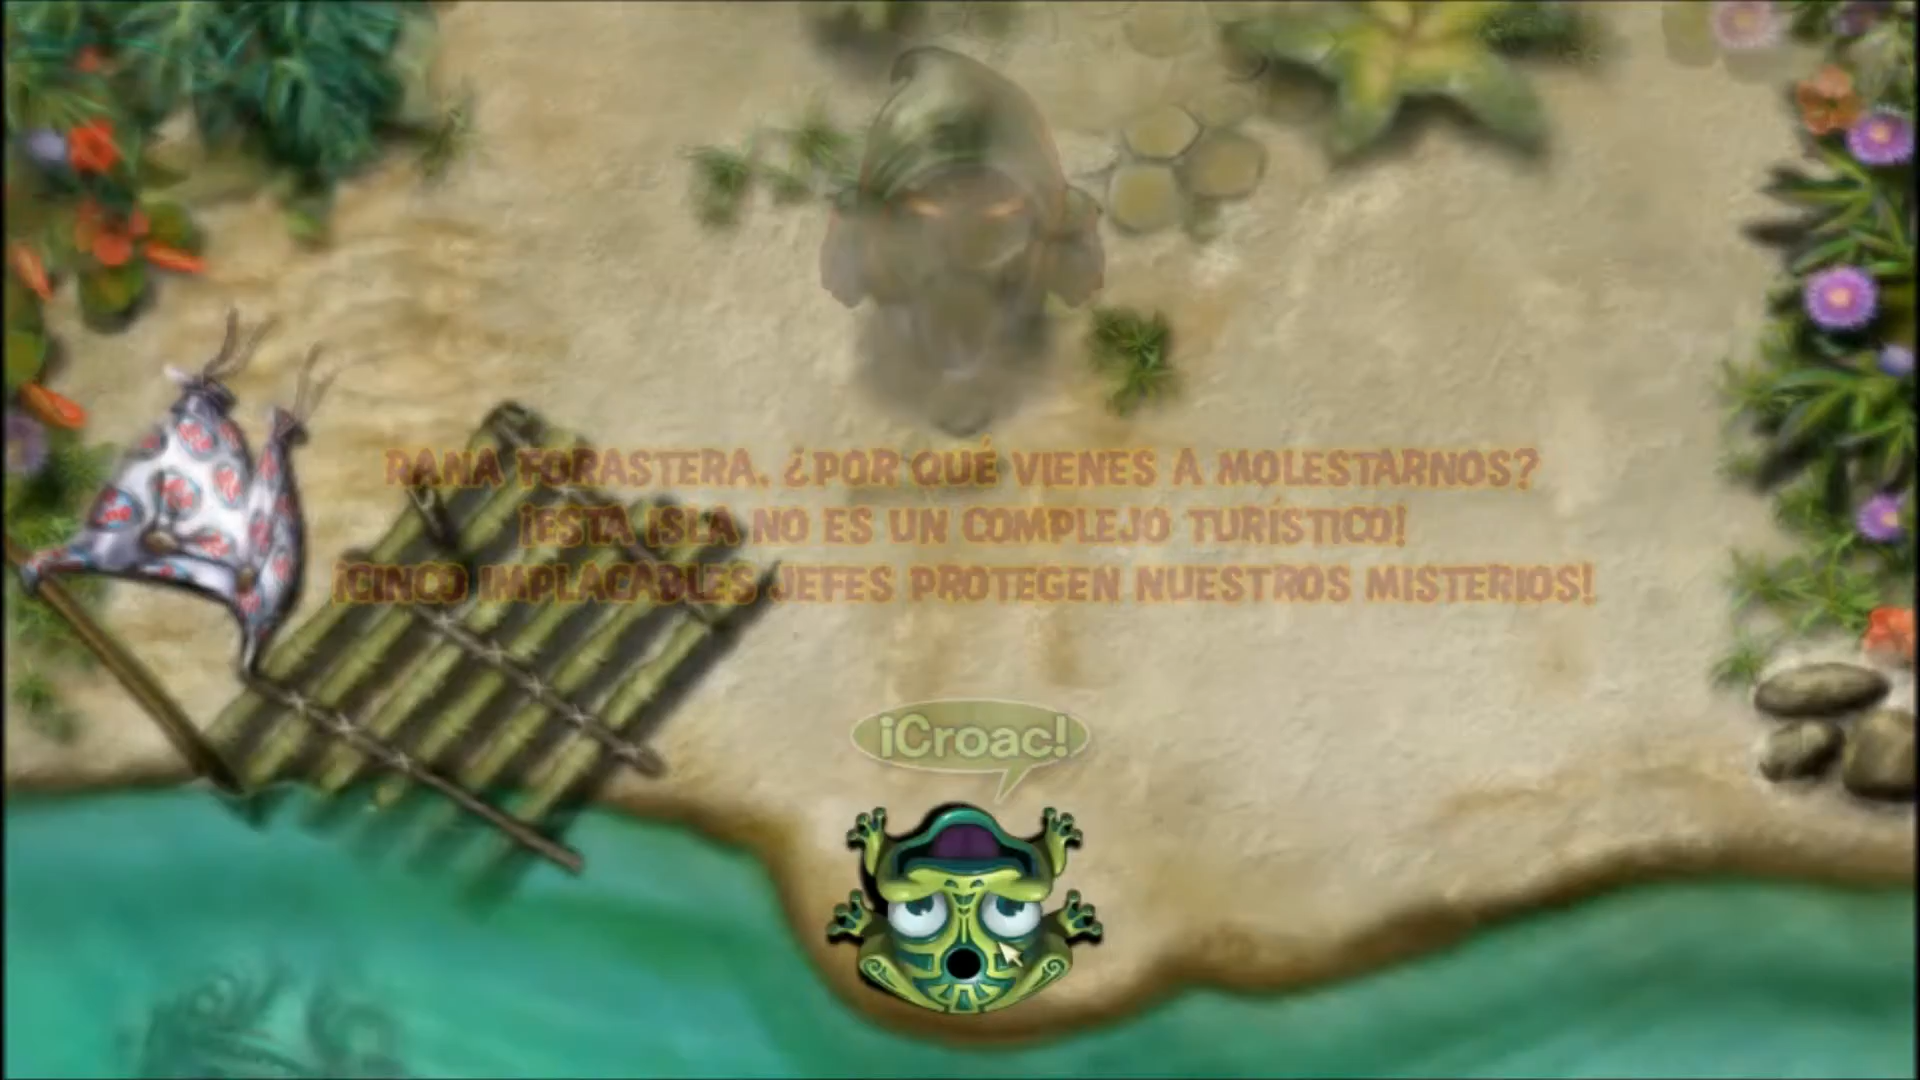 RANA FORASTERA, ¿POR QUÉ VIENES A MOLESTARNOS?
¡ESTA ISLA NO ES UN COMPLEJO TURÍSTICO!
¡CINCO IMPLACABLES JEFES PROTEGEN NUESTROS MISTERIOS!
¡Croac!